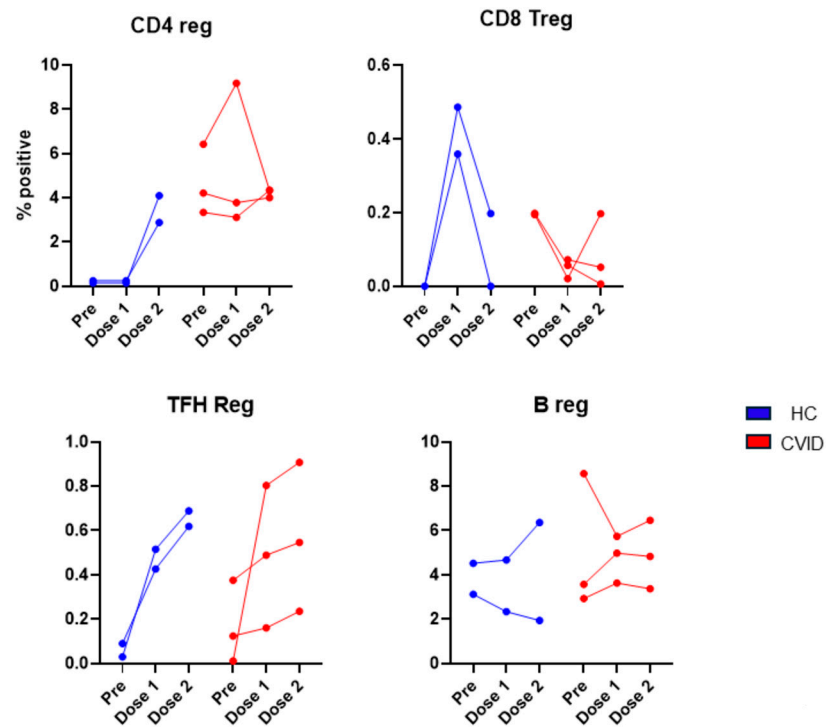 CD4 reg
CD8 Treg
% positive
10
8
6
4
2
0
Pre
Dose 1
Dose 2
Pre
Dose 1
Dose 2
0.6
0.4
0.2
0.0
Pre
Dose 1
Dose 2
Pre
Dose 1
Dose 2
TFH Reg
B reg
1.0
0.8
0.6
0.4
0.2
0.0
Pre
Dose 1
Dose 2
Pre
Dose 1
Dose 2
10
8
6
4
2
0
Pre
Dose 1
Dose 2
Pre
Dose 1
Dose 2
HC
CVID